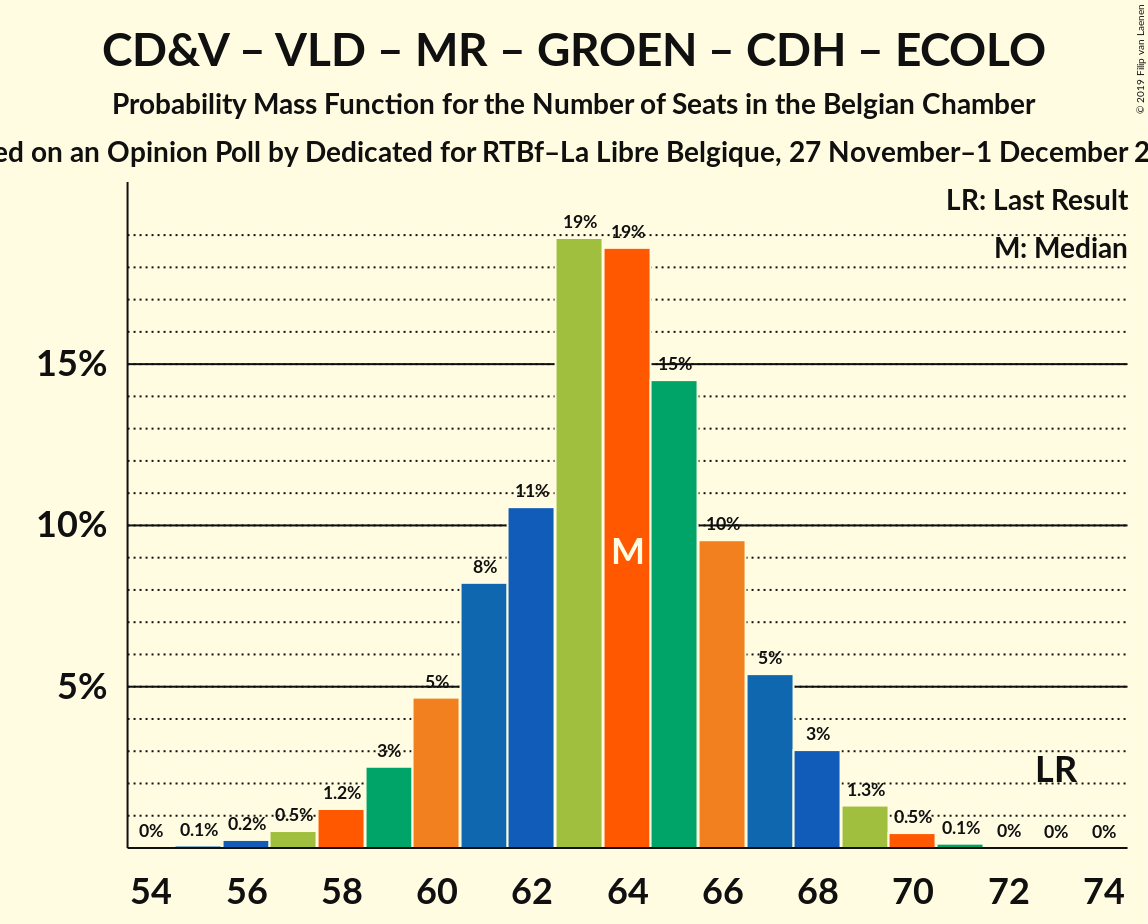 CD&V – VLD – MR – GROEN – CDH – ECOLO
Probability Mass Function for the Number of Seats in the Belgian Chamber
ed on an Opinion Poll by Dedicated for RTBf–La Libre Belgique, 27 November–1 December 2
© 2019 Filip van Laenen
LR: Last Result
M: Median
15%
10%
5%
0%
0.1%
0.2%
0.5%
1.2%
3%
5%
8%
11%
19%
19%
15%
10%
5%
3%
1.3%
0.5%
0.1%
0%
0%
0%
M
LR
54 56 58 60 62 64 66 68 70 72 74